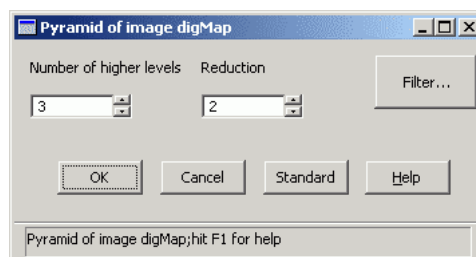 Pyramid of image digMap
Number of higher levels Reduction
Filter...
3 2
OK Cancel Standard Help
Pyramid of image digMap;hit F1 for help